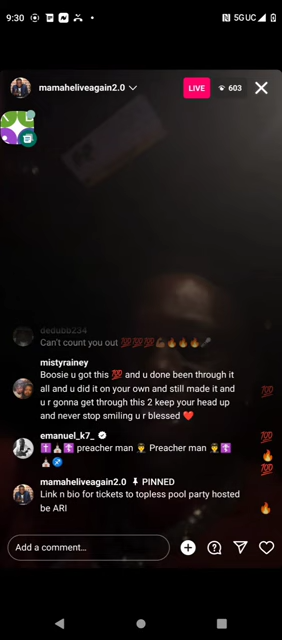 9:30
5GUC
mamaheliveagain2.0
LIVE
603
dedubb234
Can't count you out 💯💯💯💪🏾🔥🔥🔥🎤
mistyrainey
Boosie u got this 💯 and u done been through it
all and u did it on your own and still made it and
u r gonna get through this 2 keep your head up
and never stop smiling u r blessed ❤️
emanuel_k7_
preacher man Preacher man
mamaheliveagain2.0 PINNED
Link n bio for tickets to topless pool party hosted
be ARI
Add a comment…